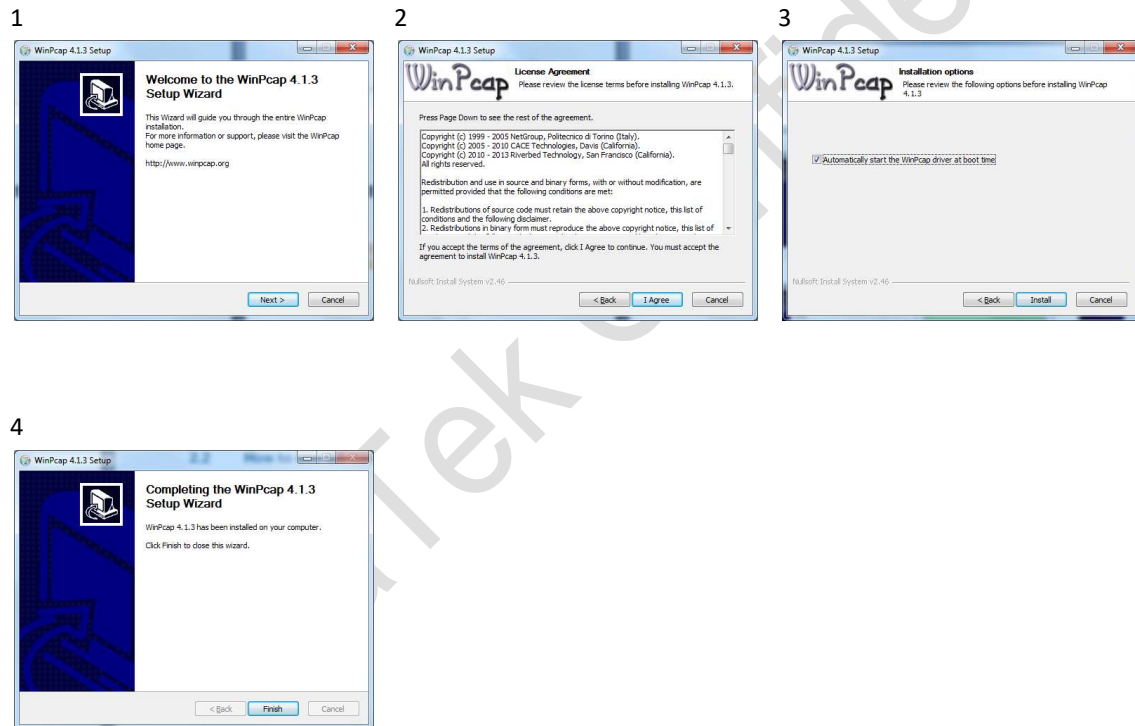 1
WinPcap 4.1.3 Setup
Welcome to the WinPcap 4.1.3
Setup Wizard
This Wizard will guide you through the entire WinPcap
installation.
For more information or support, please visit the WinPcap
home page.
http://www.winpcap.org
Next >
Cancel
2
WinPcap 4.1.3 Setup
WinPcap
License Agreement
Please review the license terms before installing WinPcap 4.1.3.
Press Page Down to see the rest of the agreement.
Copyright (c) 1999 - 2005 NetGroup, Politecnico di Torino (Italy).
Copyright (c) 2005 - 2010 CACE Technologies, Davis (California).
Copyright (c) 2010 - 2013 Riverbed Technology, San Francisco (California).
All rights reserved.
Redistribution and use in source and binary forms, with or without modification, are
permitted provided that the following conditions are met:
1. Redistributions of source code must retain the above copyright notice, this list of
conditions and the following disclaimer.
2. Redistributions in binary form must reproduce the above copyright notice, this list of
If you accept the terms of the agreement, click I Agree to continue. You must accept the
agreement to install WinPcap 4.1.3.
Nullsoft Install System v2.46
< Back
I Agree
Cancel
3
WinPcap 4.1.3 Setup
WinPcap
Installation options
Please review the following options before installing WinPcap
4.1.3
Automatically start the WinPcap driver at boot time
Nullsoft Install System v2.46
< Back
Install
Cancel
4
WinPcap 4.1.3 Setup
2.2
Completing the WinPcap 4.1.3
Setup Wizard
WinPcap 4.1.3 has been installed on your computer.
Click Finish to close this wizard.
< Back
Finish
Cancel